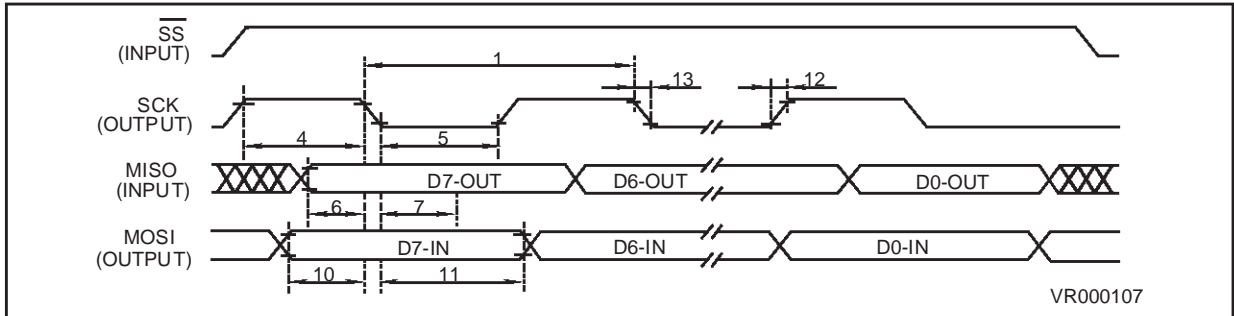 SS
(INPUT)
1
13
12
SCK
(OUTPUT)
4
5
MISO
(INPUT)
D7-OUT
D6-OUT
D0-OUT
6
7
MOSI
(OUTPUT)
D7-IN
D6-IN
D0-IN
10
11
VR000107